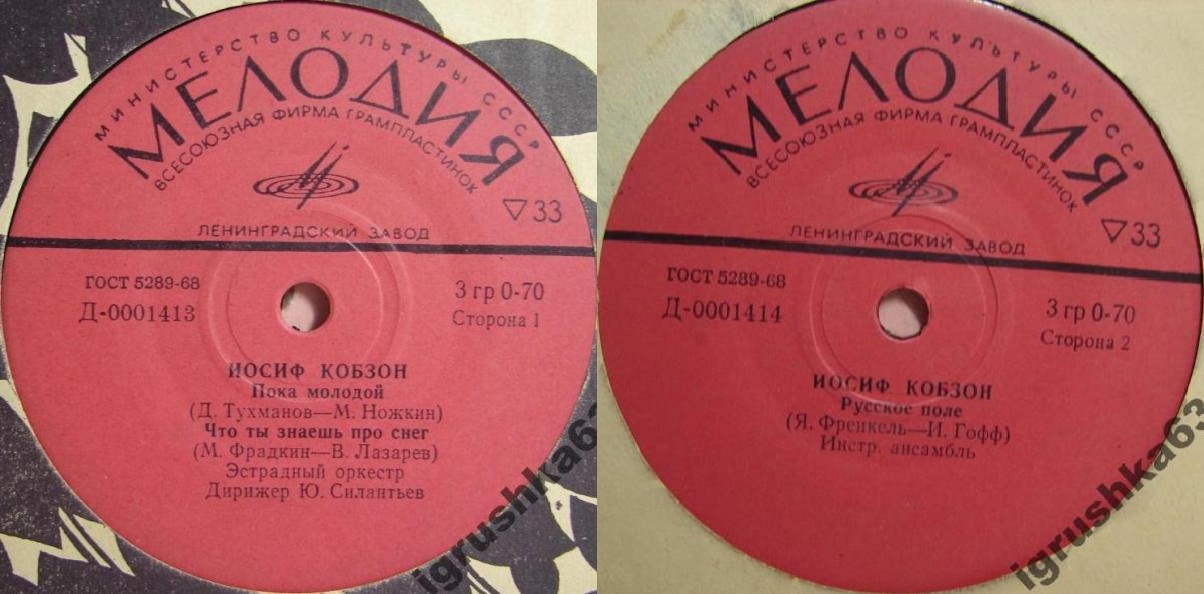 МИНИСТЕРСТВО КУЛЬТУРЫ СССР
МЕЛОДИЯ
ВСЕСОЮЗНАЯ ФИРМА ГРАМПЛАСТИНОК
▽33
ЛЕНИНГРАДСКИЙ ЗАВОД
ГОСТ 5289-68
Д-0001413
3 гр 0-70
Сторона 1
ИОСИФ КОБЗОН
Пока молодой
(Д. Тухманов—М. Ножкин)
Что ты знаешь про снег
(М. Фрадкин—В. Лазарев)
Эстрадный оркестр
Дирижер Ю. Силантьев
igrushka63
МИНИСТЕРСТВО КУЛЬТУРЫ СССР
МЕЛОДИЯ
ВСЕСОЮЗНАЯ ФИРМА ГРАМПЛАСТИНОК
▽33
ЛЕНИНГРАДСКИЙ ЗАВОД
ГОСТ 5289-68
Д-0001414
3 гр 0-70
Сторона 2
ИОСИФ КОБЗОН
Русское поле
(Я. Френкель—И. Гофф)
Инстр. ансамбль
igrushka63